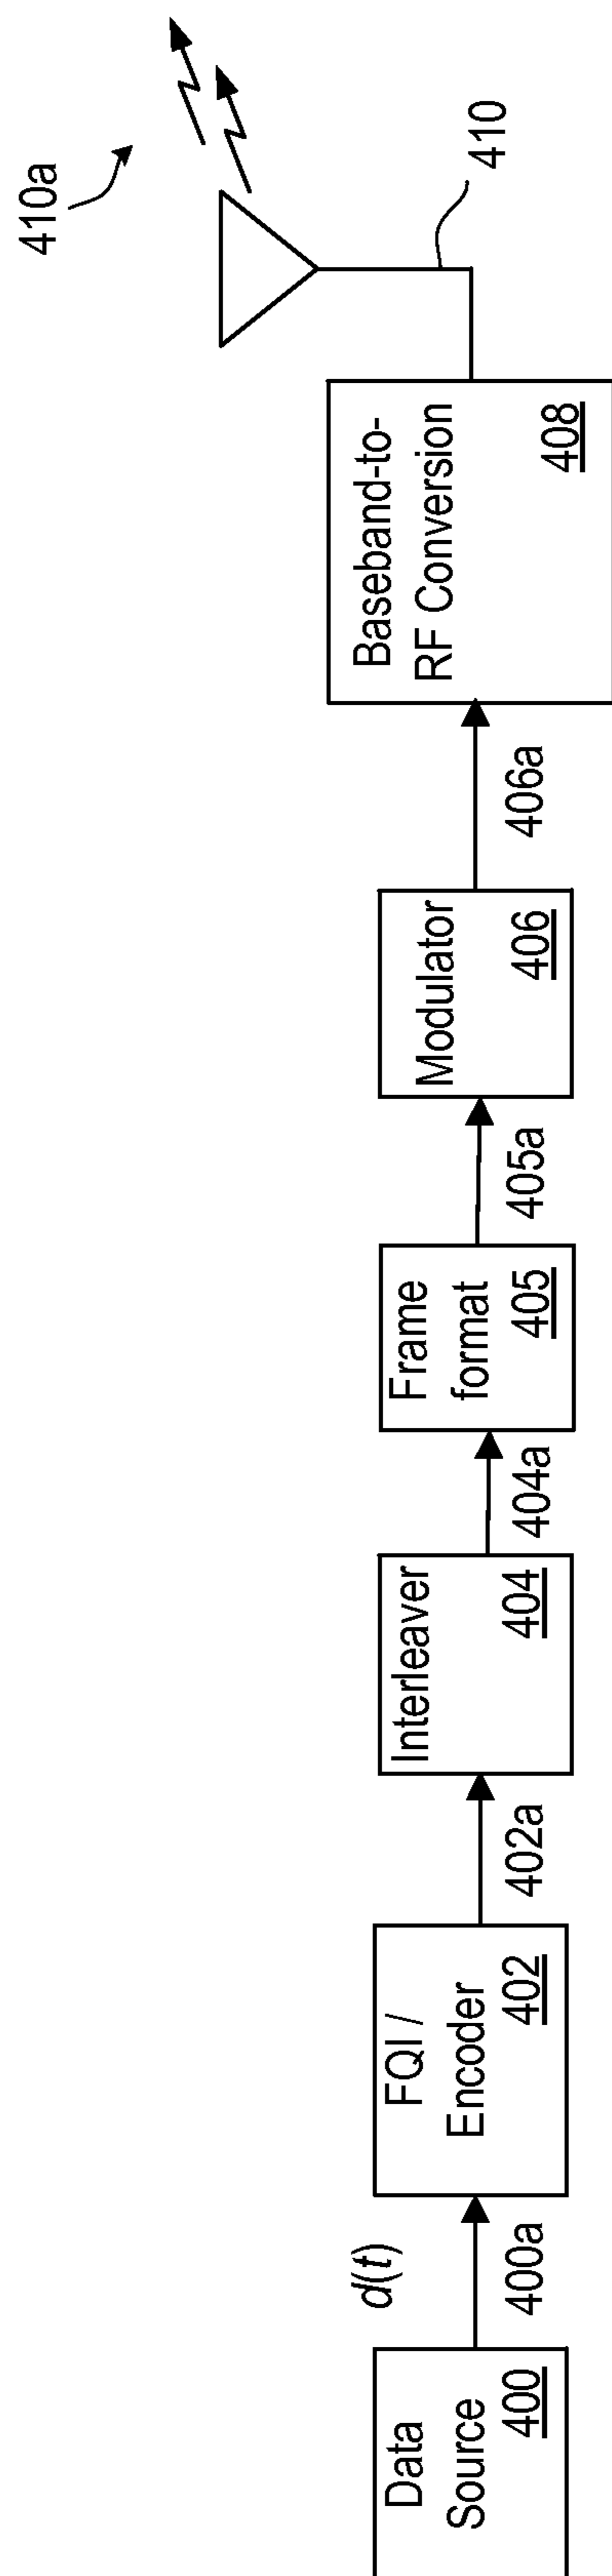 410a
410
Data
Source
400
d(t)
400a
FQI /
Encoder
402
402a
Interleaver
404
404a
Frame
format
405
405a
Modulator
406
406a
Baseband-to-
RF Conversion
408